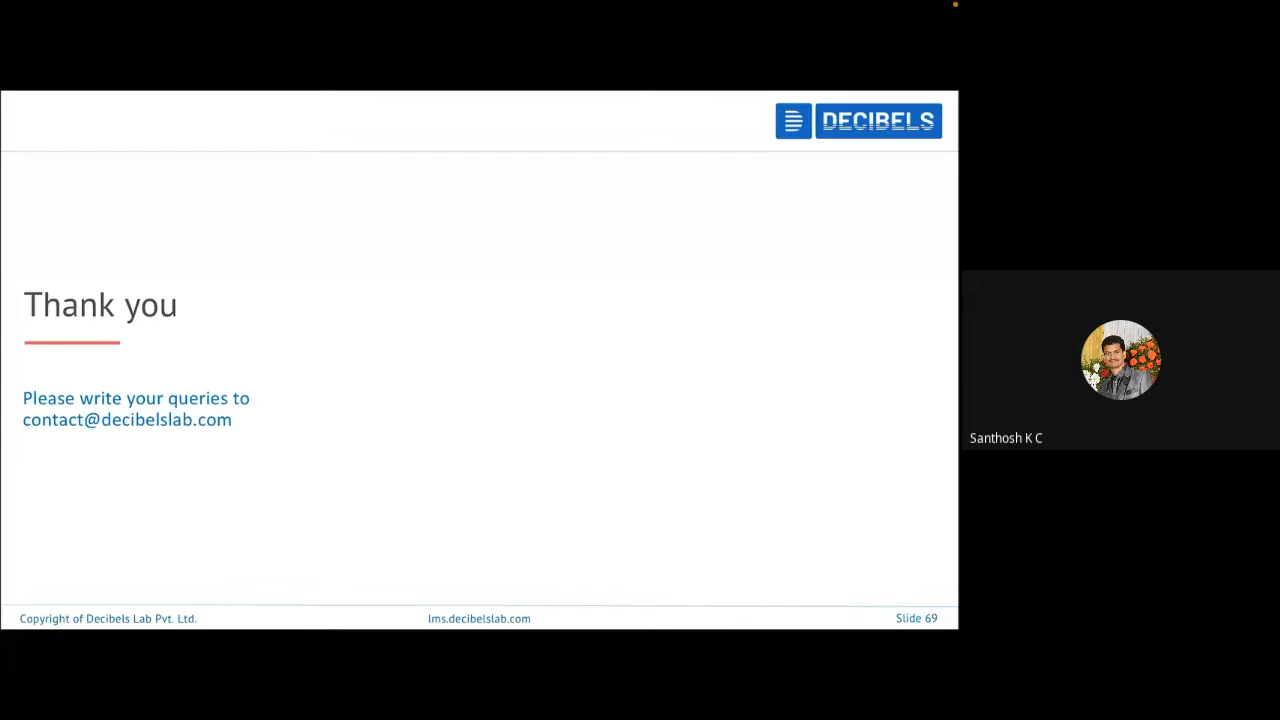 DECIBELS
Thank you
Please write your queries to
contact@decibelslab.com
Santhosh K C
Copyright of Decibels Lab Pvt. Ltd.
lms.decibelslab.com
Slide 69